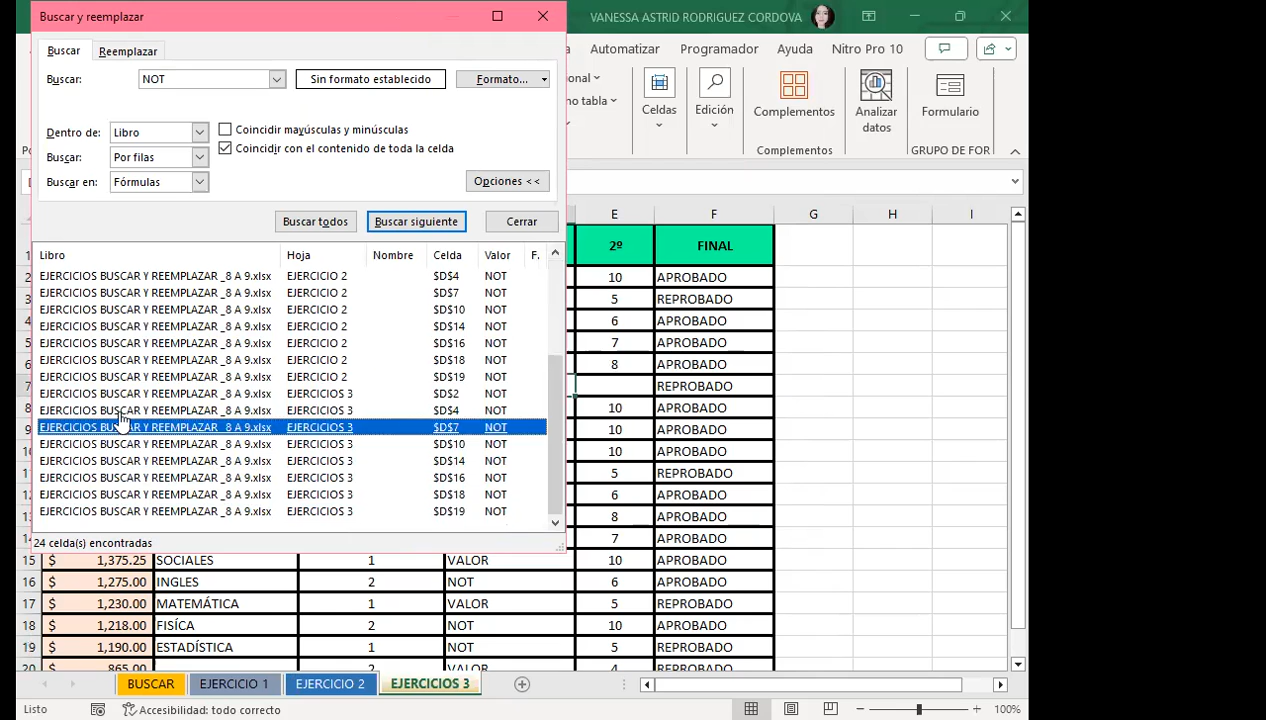 Buscar y reemplazar
VANESSA ASTRID RODRIGUEZ CORDOVA
Buscar Reemplazar
Automatizar Programador Ayuda Nitro Pro 10
Buscar: NOT Sin formato establecido Formato...
Celdas Edición Complementos Analizar datos Formulario
Complementos GRUPO DE FOR
Dentro de: Libro Coincidir mayúsculas y minúsculas
Buscar: Por filas Coincidir con el contenido de toda la celda
Buscar en: Fórmulas Opciones <<
Buscar todos Buscar siguiente Cerrar
Libro Hoja Nombre Celda Valor F.
EJERCICIOS BUSCAR Y REEMPLAZAR _8 A 9.xlsx EJERCICIO 2 $D$4 NOT
EJERCICIOS BUSCAR Y REEMPLAZAR _8 A 9.xlsx EJERCICIO 2 $D$7 NOT
EJERCICIOS BUSCAR Y REEMPLAZAR _8 A 9.xlsx EJERCICIO 2 $D$10 NOT
EJERCICIOS BUSCAR Y REEMPLAZAR _8 A 9.xlsx EJERCICIO 2 $D$14 NOT
EJERCICIOS BUSCAR Y REEMPLAZAR _8 A 9.xlsx EJERCICIO 2 $D$16 NOT
EJERCICIOS BUSCAR Y REEMPLAZAR _8 A 9.xlsx EJERCICIO 2 $D$18 NOT
EJERCICIOS BUSCAR Y REEMPLAZAR _8 A 9.xlsx EJERCICIO 2 $D$19 NOT
EJERCICIOS BUSCAR Y REEMPLAZAR _8 A 9.xlsx EJERCICIOS 3 $D$2 NOT
EJERCICIOS BUSCAR Y REEMPLAZAR _8 A 9.xlsx EJERCICIOS 3 $D$4 NOT
EJERCICIOS BUSCAR Y REEMPLAZAR _8 A 9.xlsx EJERCICIOS 3 $D$7 NOT
EJERCICIOS BUSCAR Y REEMPLAZAR _8 A 9.xlsx EJERCICIOS 3 $D$10 NOT
EJERCICIOS BUSCAR Y REEMPLAZAR _8 A 9.xlsx EJERCICIOS 3 $D$14 NOT
EJERCICIOS BUSCAR Y REEMPLAZAR _8 A 9.xlsx EJERCICIOS 3 $D$16 NOT
EJERCICIOS BUSCAR Y REEMPLAZAR _8 A 9.xlsx EJERCICIOS 3 $D$18 NOT
EJERCICIOS BUSCAR Y REEMPLAZAR _8 A 9.xlsx EJERCICIOS 3 $D$19 NOT
24 celda(s) encontradas
E F G H I
2º FINAL
10 APROBADO
5 REPROBADO
6 APROBADO
7 APROBADO
8 APROBADO
REPROBADO
10 APROBADO
10 APROBADO
10 APROBADO
5 REPROBADO
6 APROBADO
8 APROBADO
7 APROBADO
15 $ 1,375.25 SOCIALES 1 VALOR 10 APROBADO
16 $ 1,275.00 INGLES 2 NOT 6 APROBADO
17 $ 1,230.00 MATEMÁTICA 1 VALOR 5 REPROBADO
18 $ 1,218.00 FISÍCA 2 NOT 10 APROBADO
19 $ 1,190.00 ESTADÍSTICA 1 NOT 5 REPROBADO
20 $ 865.00 2 VALOR 4 REPROBADO
BUSCAR EJERCICIO 1 EJERCICIO 2 EJERCICIOS 3
Listo Accesibilidad: todo correcto 100%